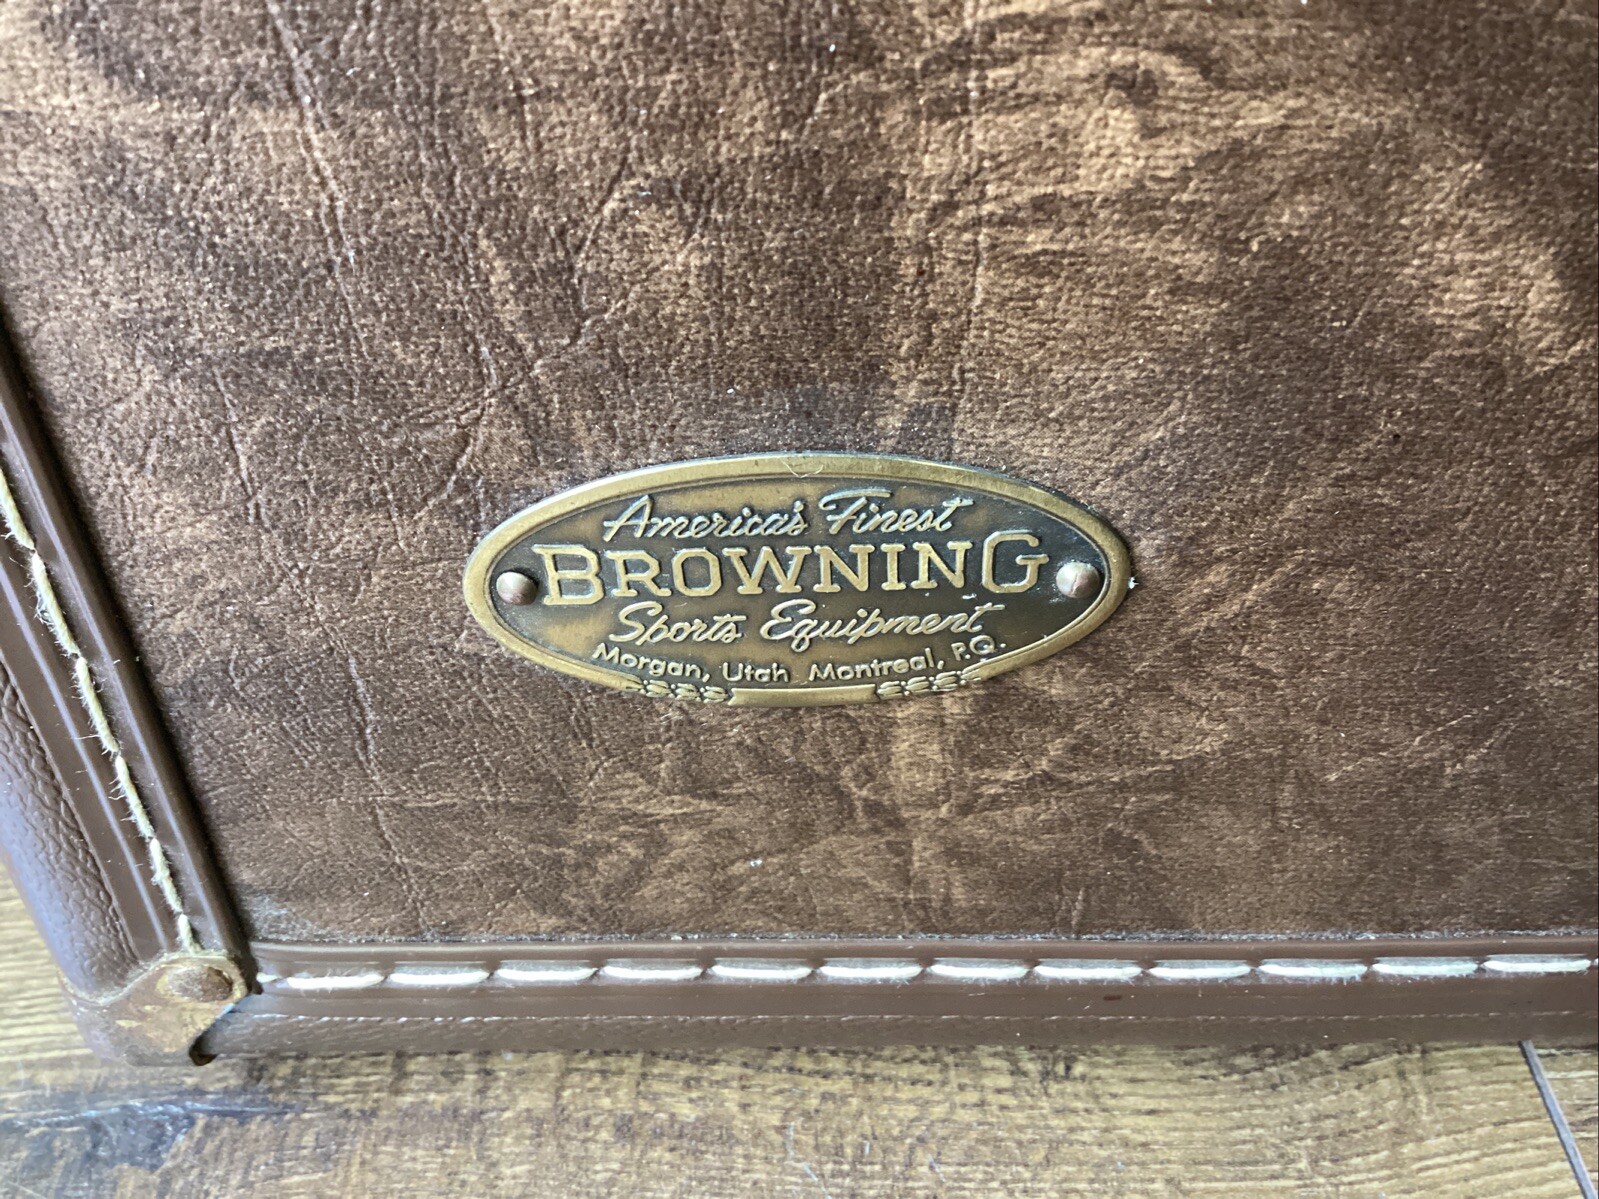 America's Finest
BROWNING
Sports Equipment
Morgan, Utah Montreal, P.Q.